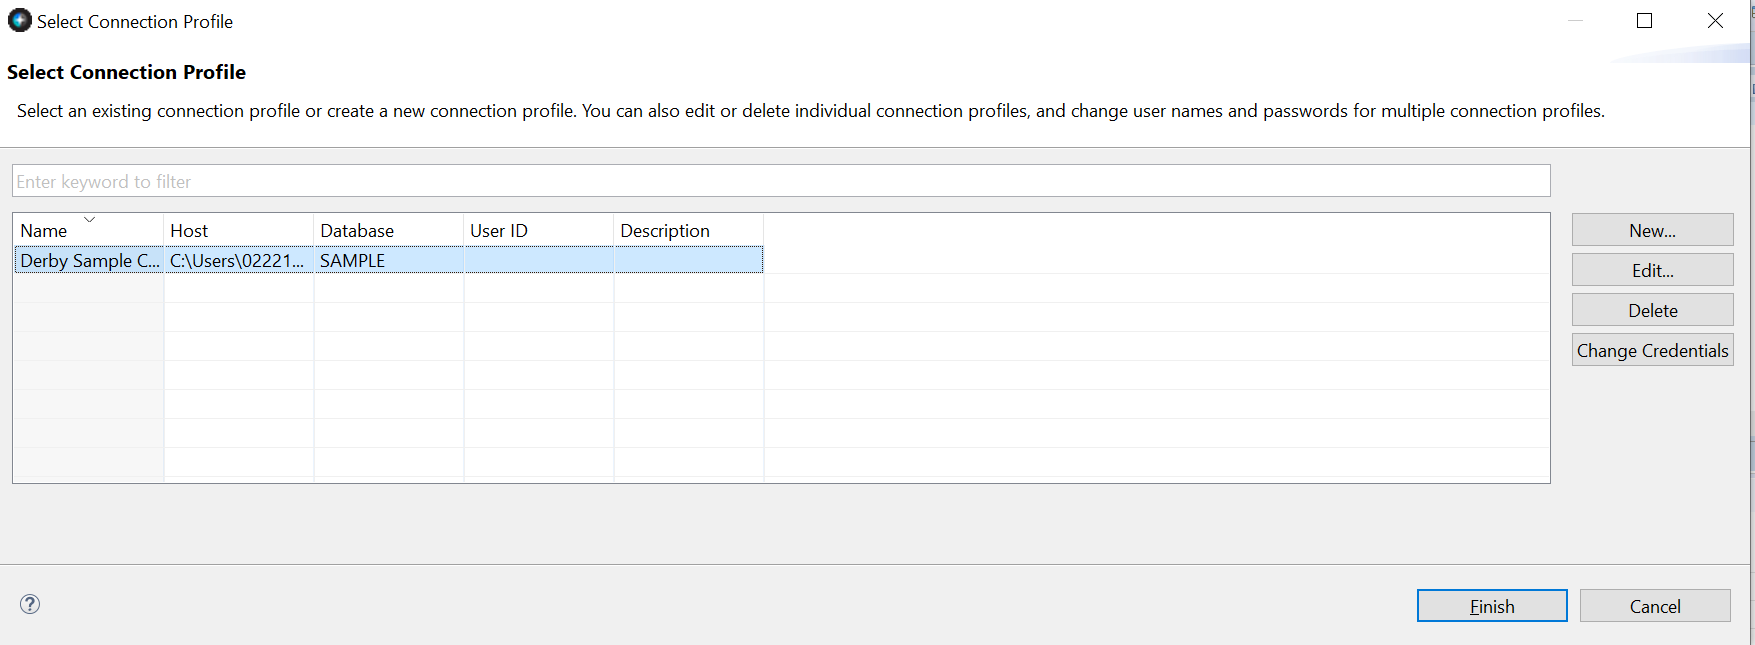 Select Connection Profile
Select Connection Profile
Select an existing connection profile or create a new connection profile. You can also edit or delete individual connection profiles, and change user names and passwords for multiple connection profiles.
Enter keyword to filter
Name Host Database User ID Description
Derby Sample C... C:\Users\02221... SAMPLE
New...
Edit...
Delete
Change Credentials
?
Finish Cancel